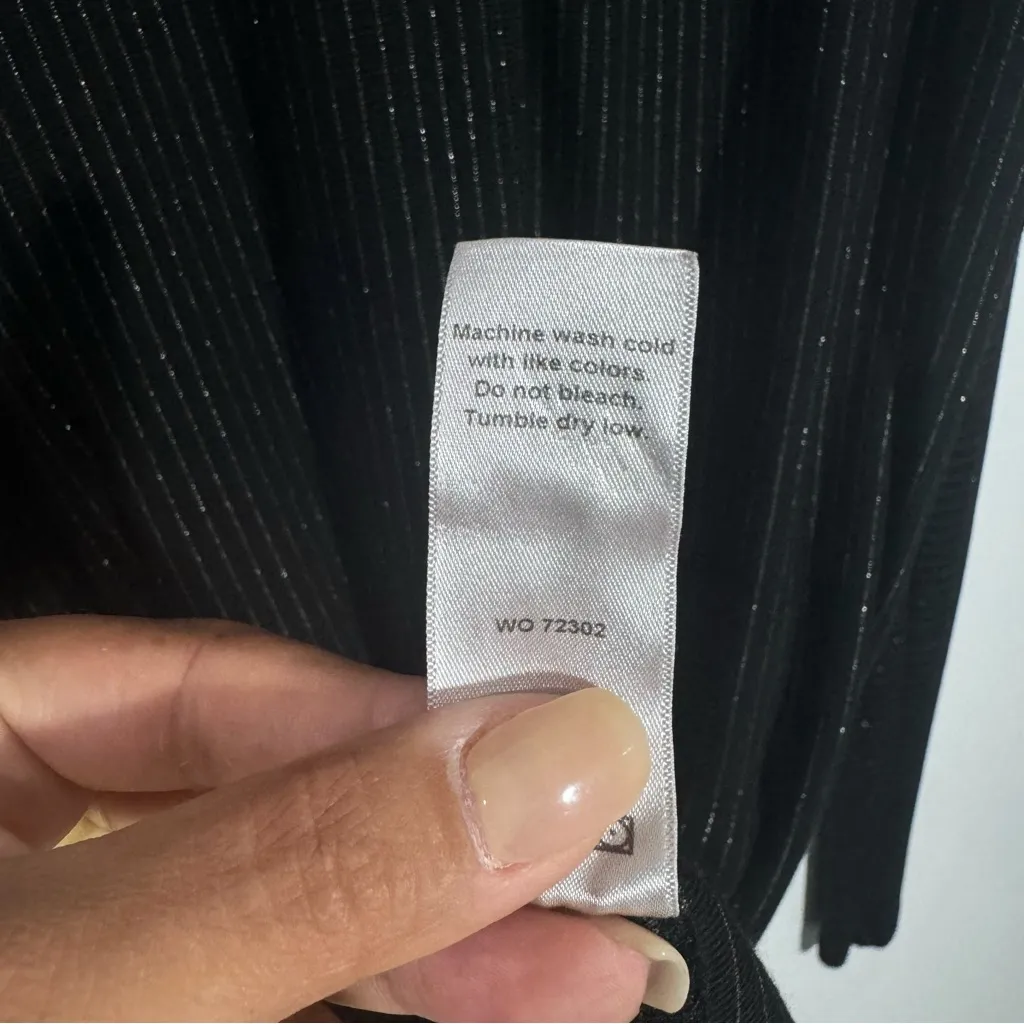 Machine wash cold
with like colors.
Do not bleach.
Tumble dry low.
WO 72302